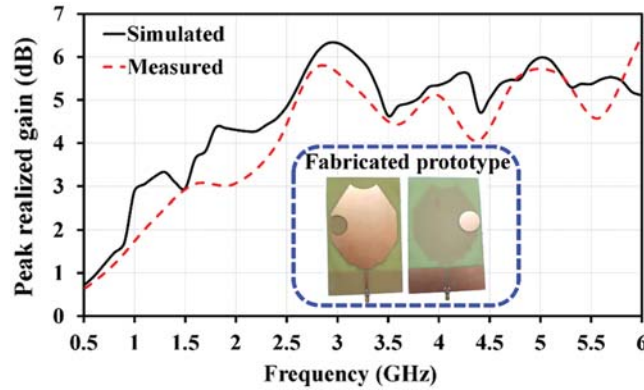 7
6
5
4
3
2
1
0
Peak realized gain (dB)
Simulated
Measured
Fabricated prototype
0.5 1 1.5 2 2.5 3 3.5 4 4.5 5 5.5 6
Frequency (GHz)